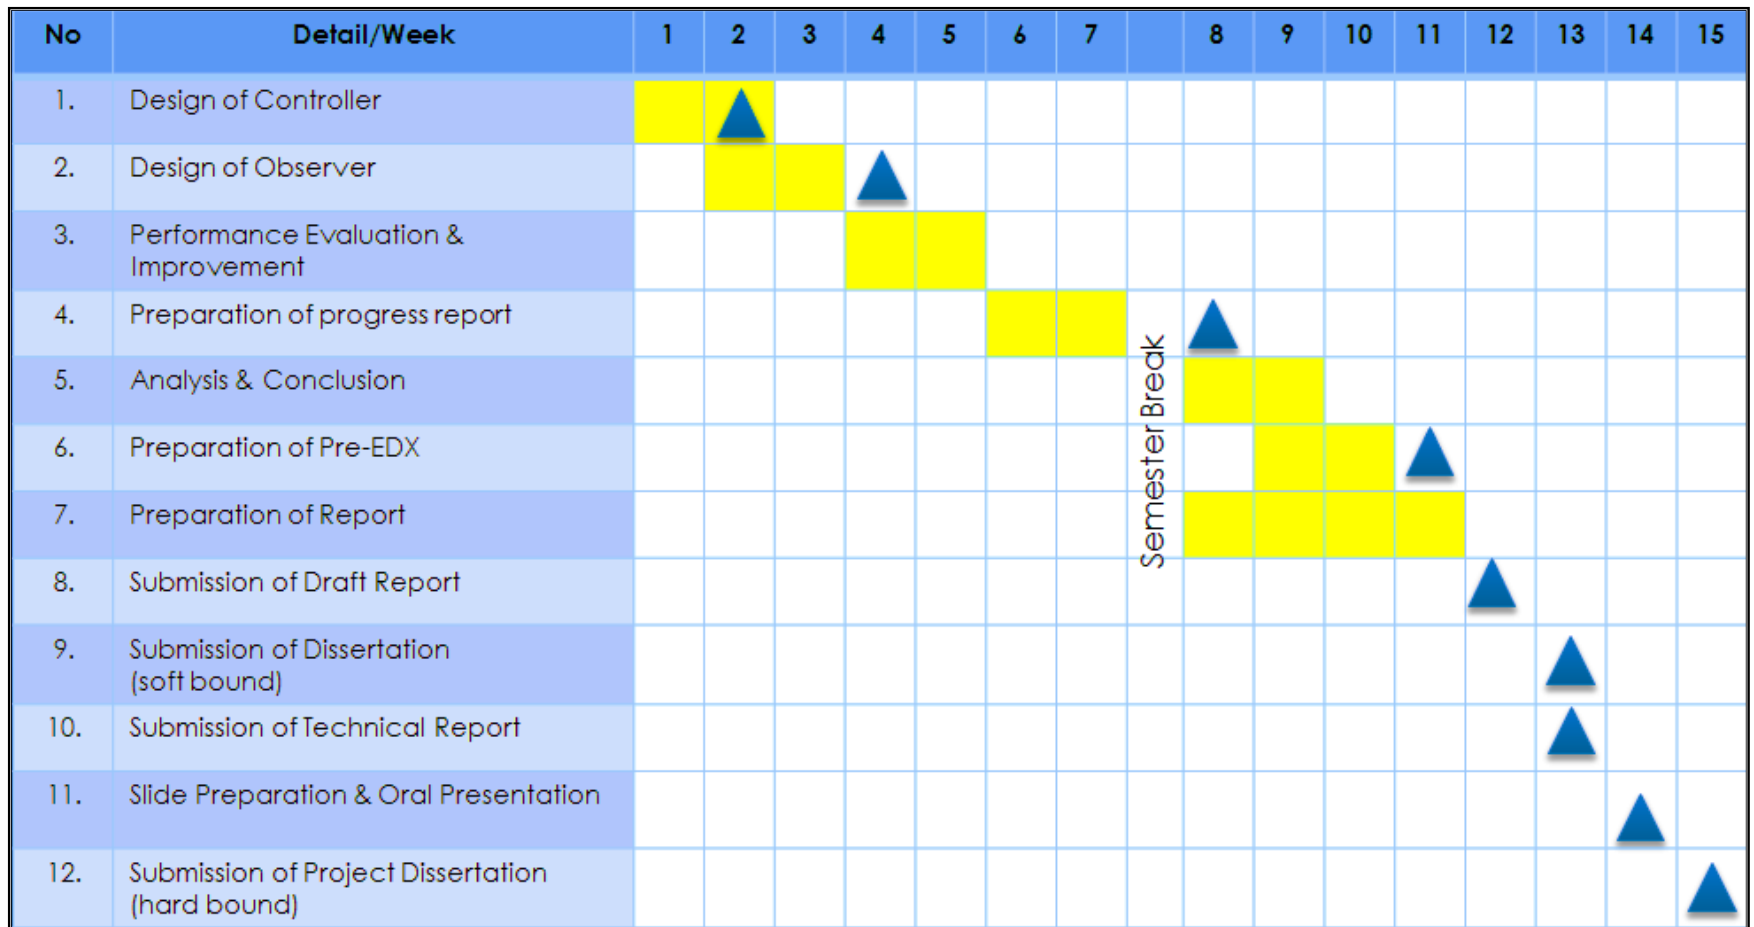 No Detail/Week 1 2 3 4 5 6 7 8 9 10 11 12 13 14 15
1. Design of Controller
2. Design of Observer
3. Performance Evaluation &
Improvement
4. Preparation of progress report
Semester Break
5. Analysis & Conclusion
6. Preparation of Pre-EDX
7. Preparation of Report
8. Submission of Draft Report
9. Submission of Dissertation
(soft bound)
10. Submission of Technical Report
11. Slide Preparation & Oral Presentation
12. Submission of Project Dissertation
(hard bound)